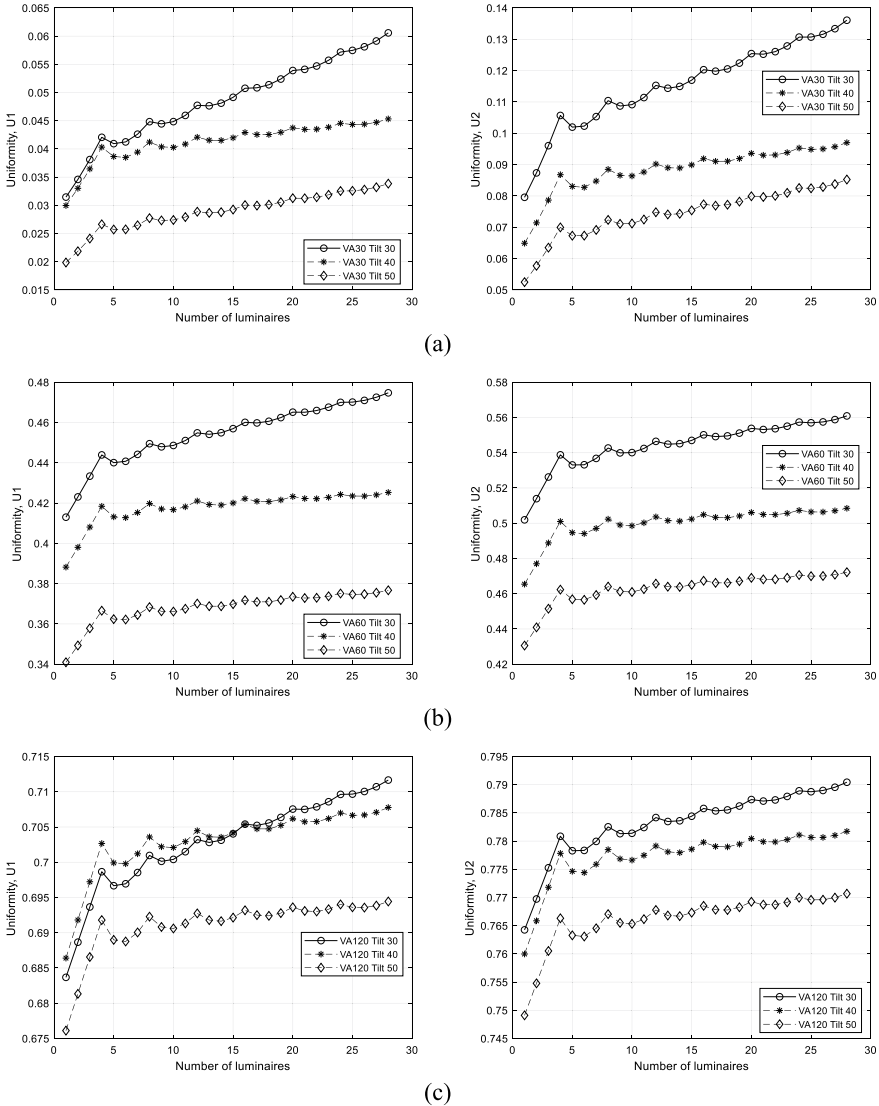 0.065
0.06
0.055
0.05
0.045
0.04
0.035
0.03
0.025
0.02
0.015
Uniformity, U1
VA30 Tilt 30
VA30 Tilt 40
VA30 Tilt 50
0 5 10 15 20 25 30
Number of luminaires
0.14
0.13
0.12
0.11
0.1
0.09
0.08
0.07
0.06
0.05
Uniformity, U2
VA30 Tilt 30
VA30 Tilt 40
VA30 Tilt 50
0 5 10 15 20 25 30
Number of luminaires
(a)
0.48
0.46
0.44
0.42
0.4
0.38
0.36
0.34
Uniformity, U1
VA60 Tilt 30
VA60 Tilt 40
VA60 Tilt 50
0 5 10 15 20 25 30
Number of luminaires
0.58
0.56
0.54
0.52
0.5
0.48
0.46
0.44
0.42
Uniformity, U2
VA60 Tilt 30
VA60 Tilt 40
VA60 Tilt 50
0 5 10 15 20 25 30
Number of luminaires
(b)
0.715
0.71
0.705
0.7
0.695
0.69
0.685
0.68
0.675
Uniformity, U1
VA120 Tilt 30
VA120 Tilt 40
VA120 Tilt 50
0 5 10 15 20 25 30
Number of luminaires
0.795
0.79
0.785
0.78
0.775
0.77
0.765
0.76
0.755
0.75
0.745
Uniformity, U2
VA120 Tilt 30
VA120 Tilt 40
VA120 Tilt 50
0 5 10 15 20 25 30
Number of luminaires
(c)